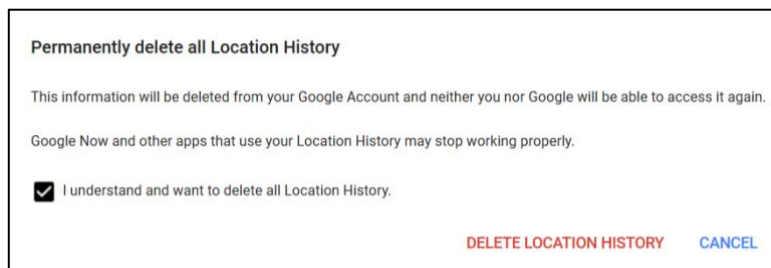 Permanently delete all Location History
This information will be deleted from your Google Account and neither you nor Google will be able to access it again.
Google Now and other apps that use your Location History may stop working properly.
I understand and want to delete all Location History.
DELETE LOCATION HISTORY CANCEL